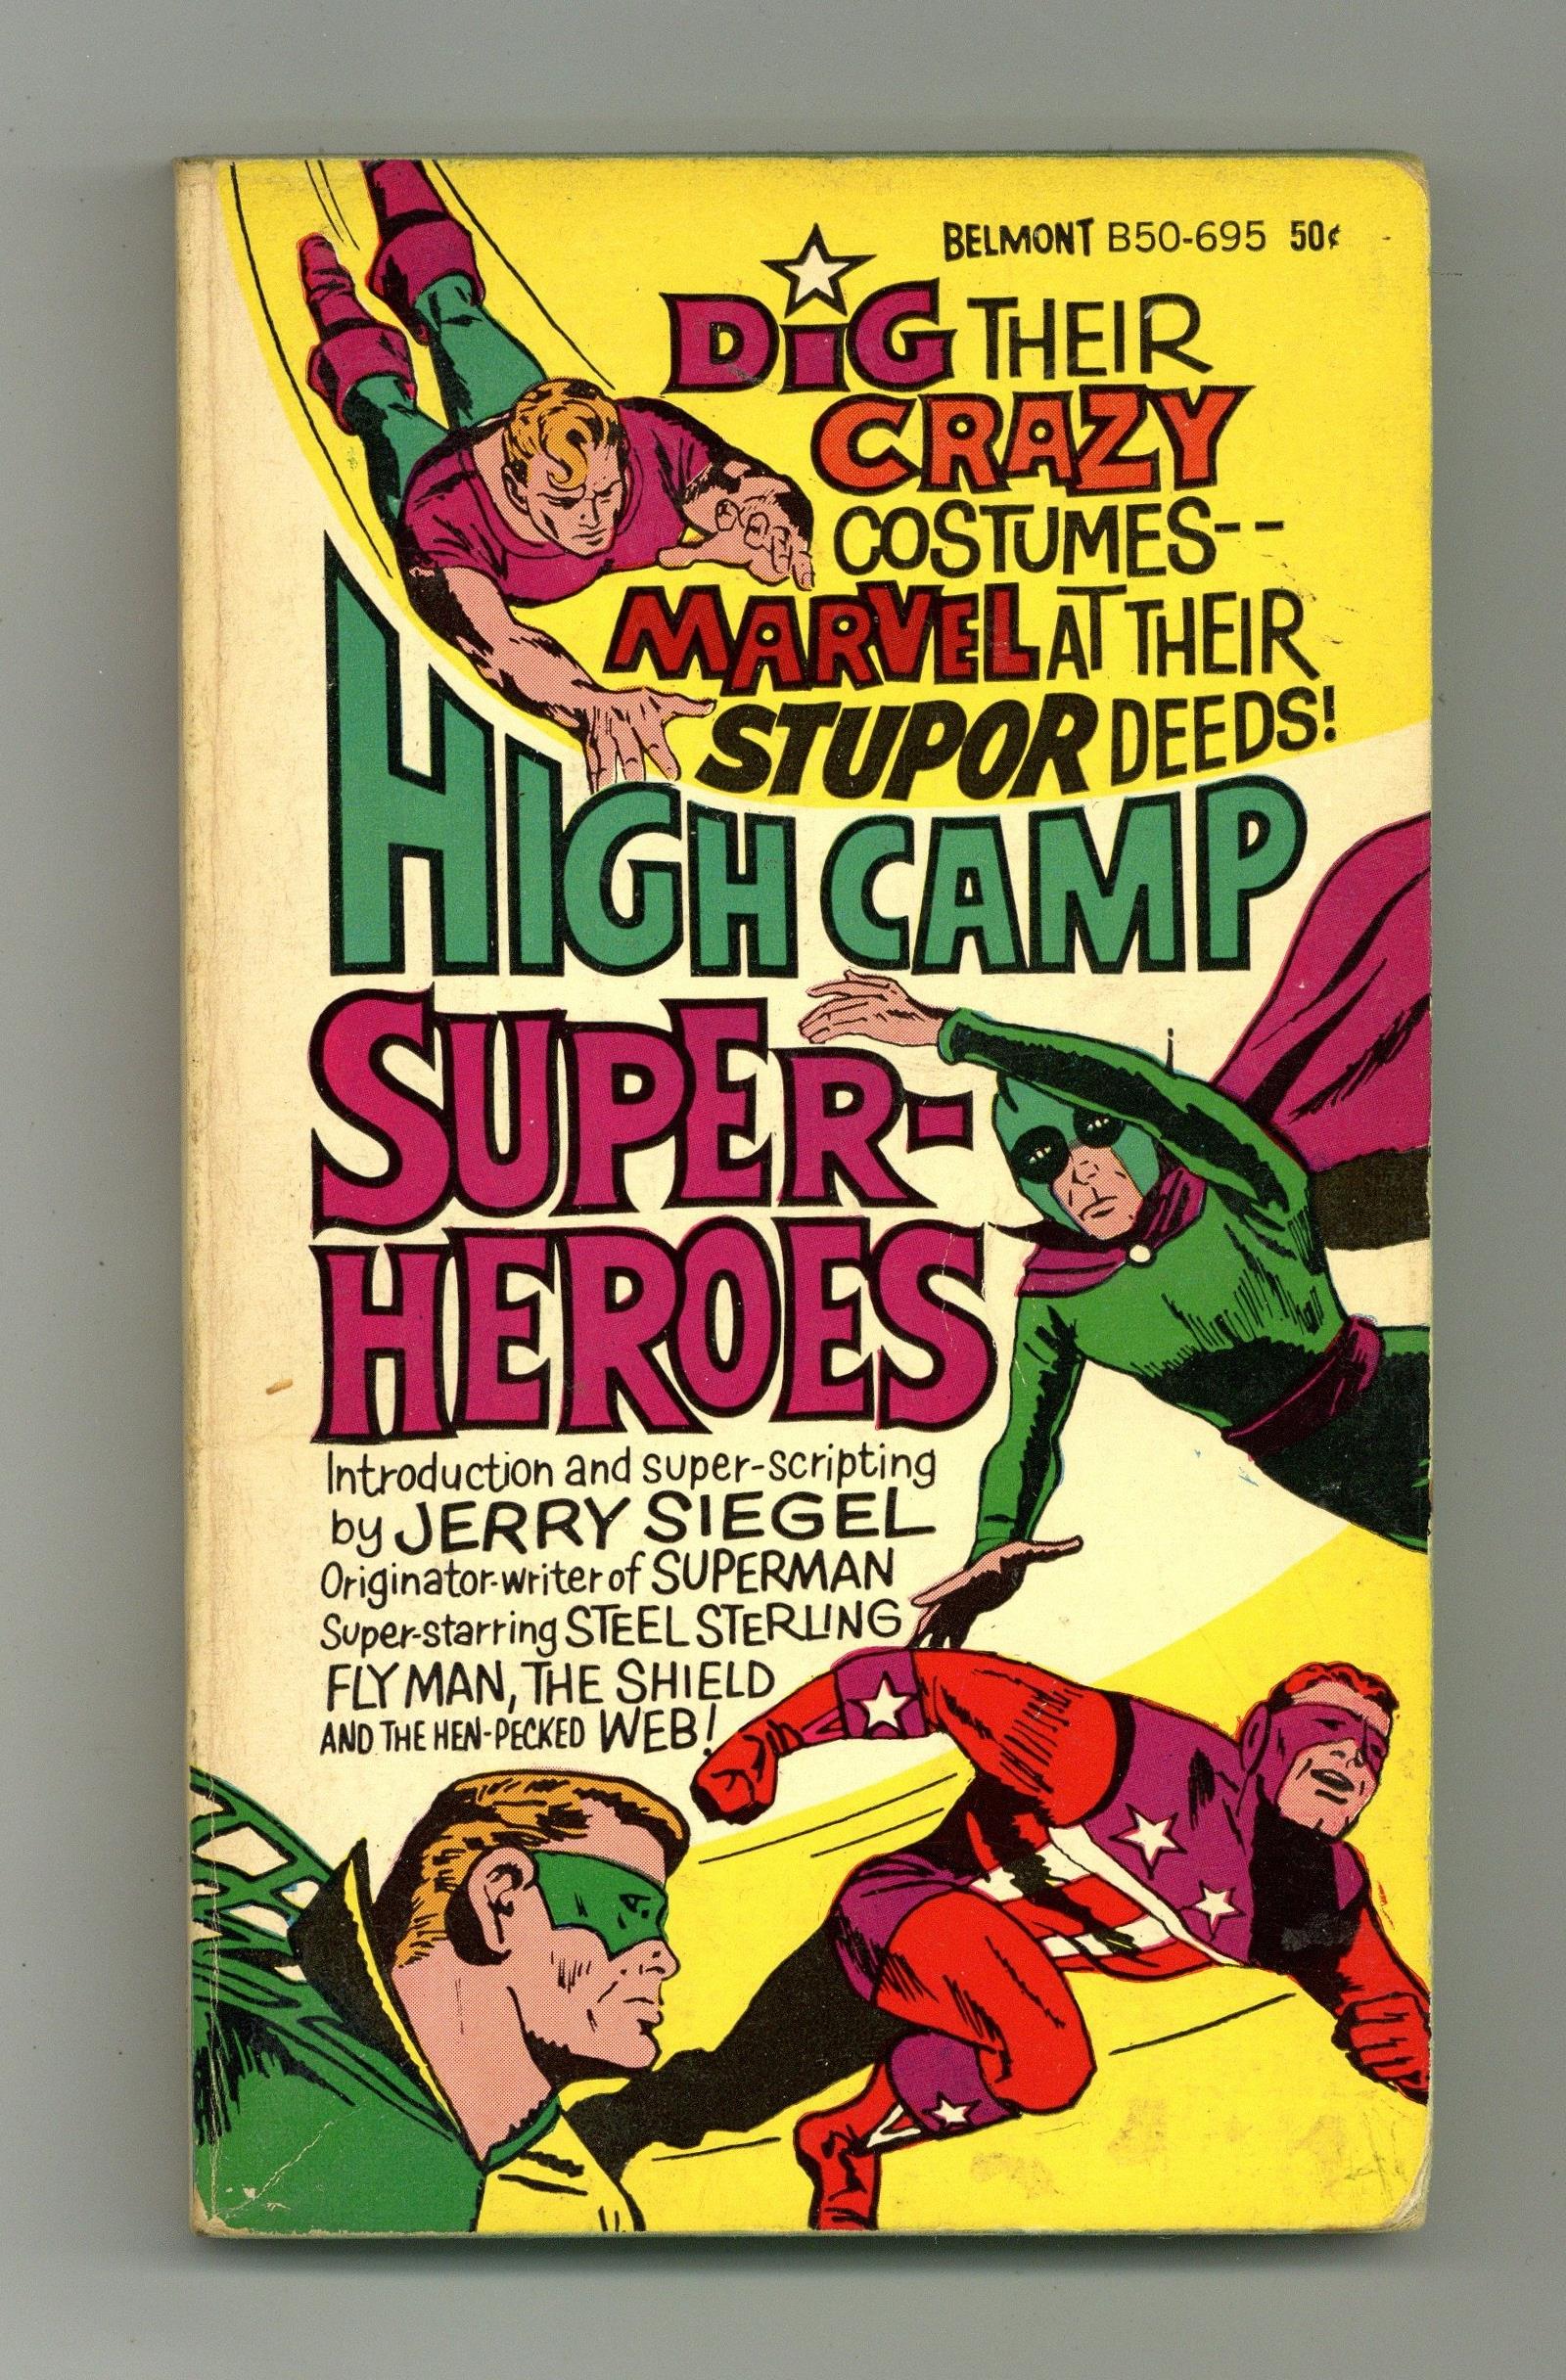 BELMONT B50-695 50¢
DiG THEIR
CRAZY
COSTUMES--
MARVEL AT THEIR
STUPOR DEEDS!
HIGH CAMP
SUPER-
HEROES
Introduction and super-scripting
by JERRY SIEGEL
Originator-writer of SUPERMAN
Super-starring STEEL STERLING
FLYMAN, THE SHIELD
AND THE HEN-PECKED WEB!